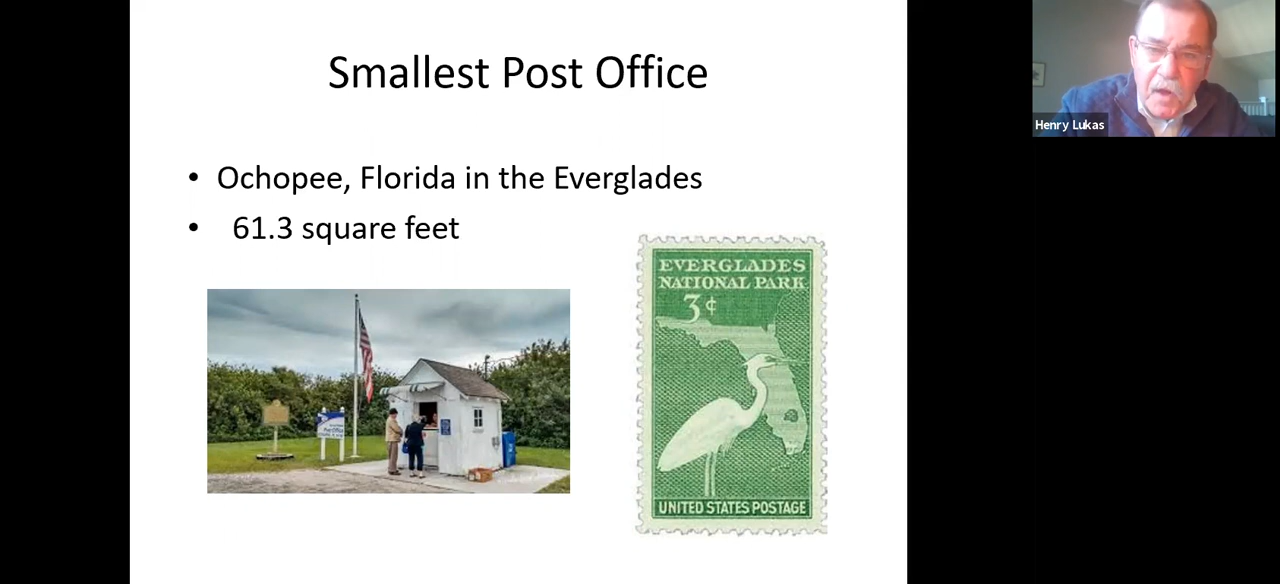 Smallest Post Office
• Ochopee, Florida in the Everglades
• 61.3 square feet
EVERGLADES
NATIONAL PARK
3¢
UNITED STATES POSTAGE
Henry Lukas